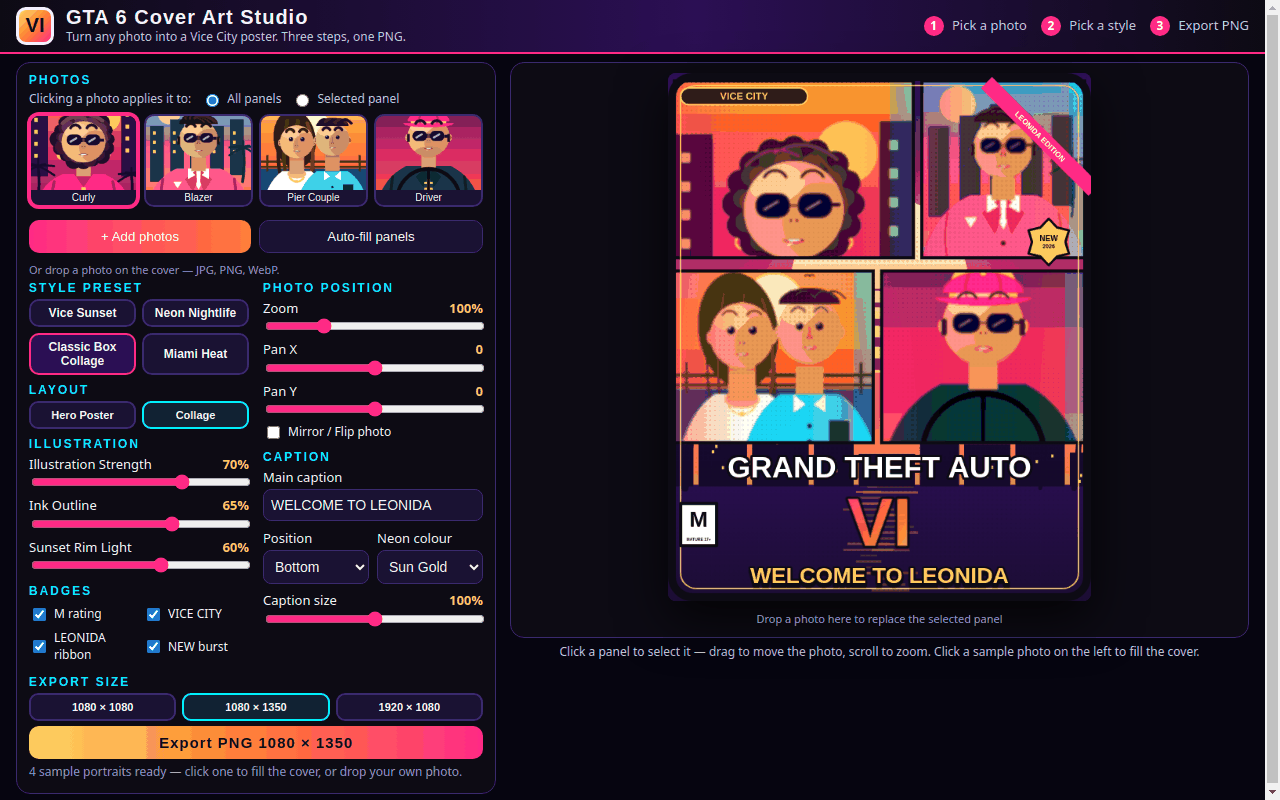 VI
GTA 6 Cover Art Studio
Turn any photo into a Vice City poster. Three steps, one PNG.
1 Pick a photo
2 Pick a style
3 Export PNG
PHOTOS
Clicking a photo applies it to: All panels Selected panel
Curly
Blazer
Pier Couple
Driver
+ Add photos
Auto-fill panels
Or drop a photo on the cover — JPG, PNG, WebP.
STYLE PRESET
Vice Sunset
Neon Nightlife
Classic Box
Collage
Miami Heat
LAYOUT
Hero Poster
Collage
ILLUSTRATION
Illustration Strength 70%
Ink Outline 65%
Sunset Rim Light 60%
BADGES
M rating
VICE CITY
LEONIDA
ribbon
NEW burst
PHOTO POSITION
Zoom 100%
Pan X 0
Pan Y 0
Mirror / Flip photo
CAPTION
Main caption
WELCOME TO LEONIDA
Position
Neon colour
Bottom
Sun Gold
Caption size 100%
EXPORT SIZE
1080 × 1080
1080 × 1350
1920 × 1080
Export PNG 1080 × 1350
4 sample portraits ready — click one to fill the cover, or drop your own photo.
VICE CITY
LEONIDA EDITION
NEW
2026
GRAND THEFT AUTO
VI
M
MATURE 17+
WELCOME TO LEONIDA
Drop a photo here to replace the selected panel
Click a panel to select it — drag to move the photo, scroll to zoom. Click a sample photo on the left to fill the cover.